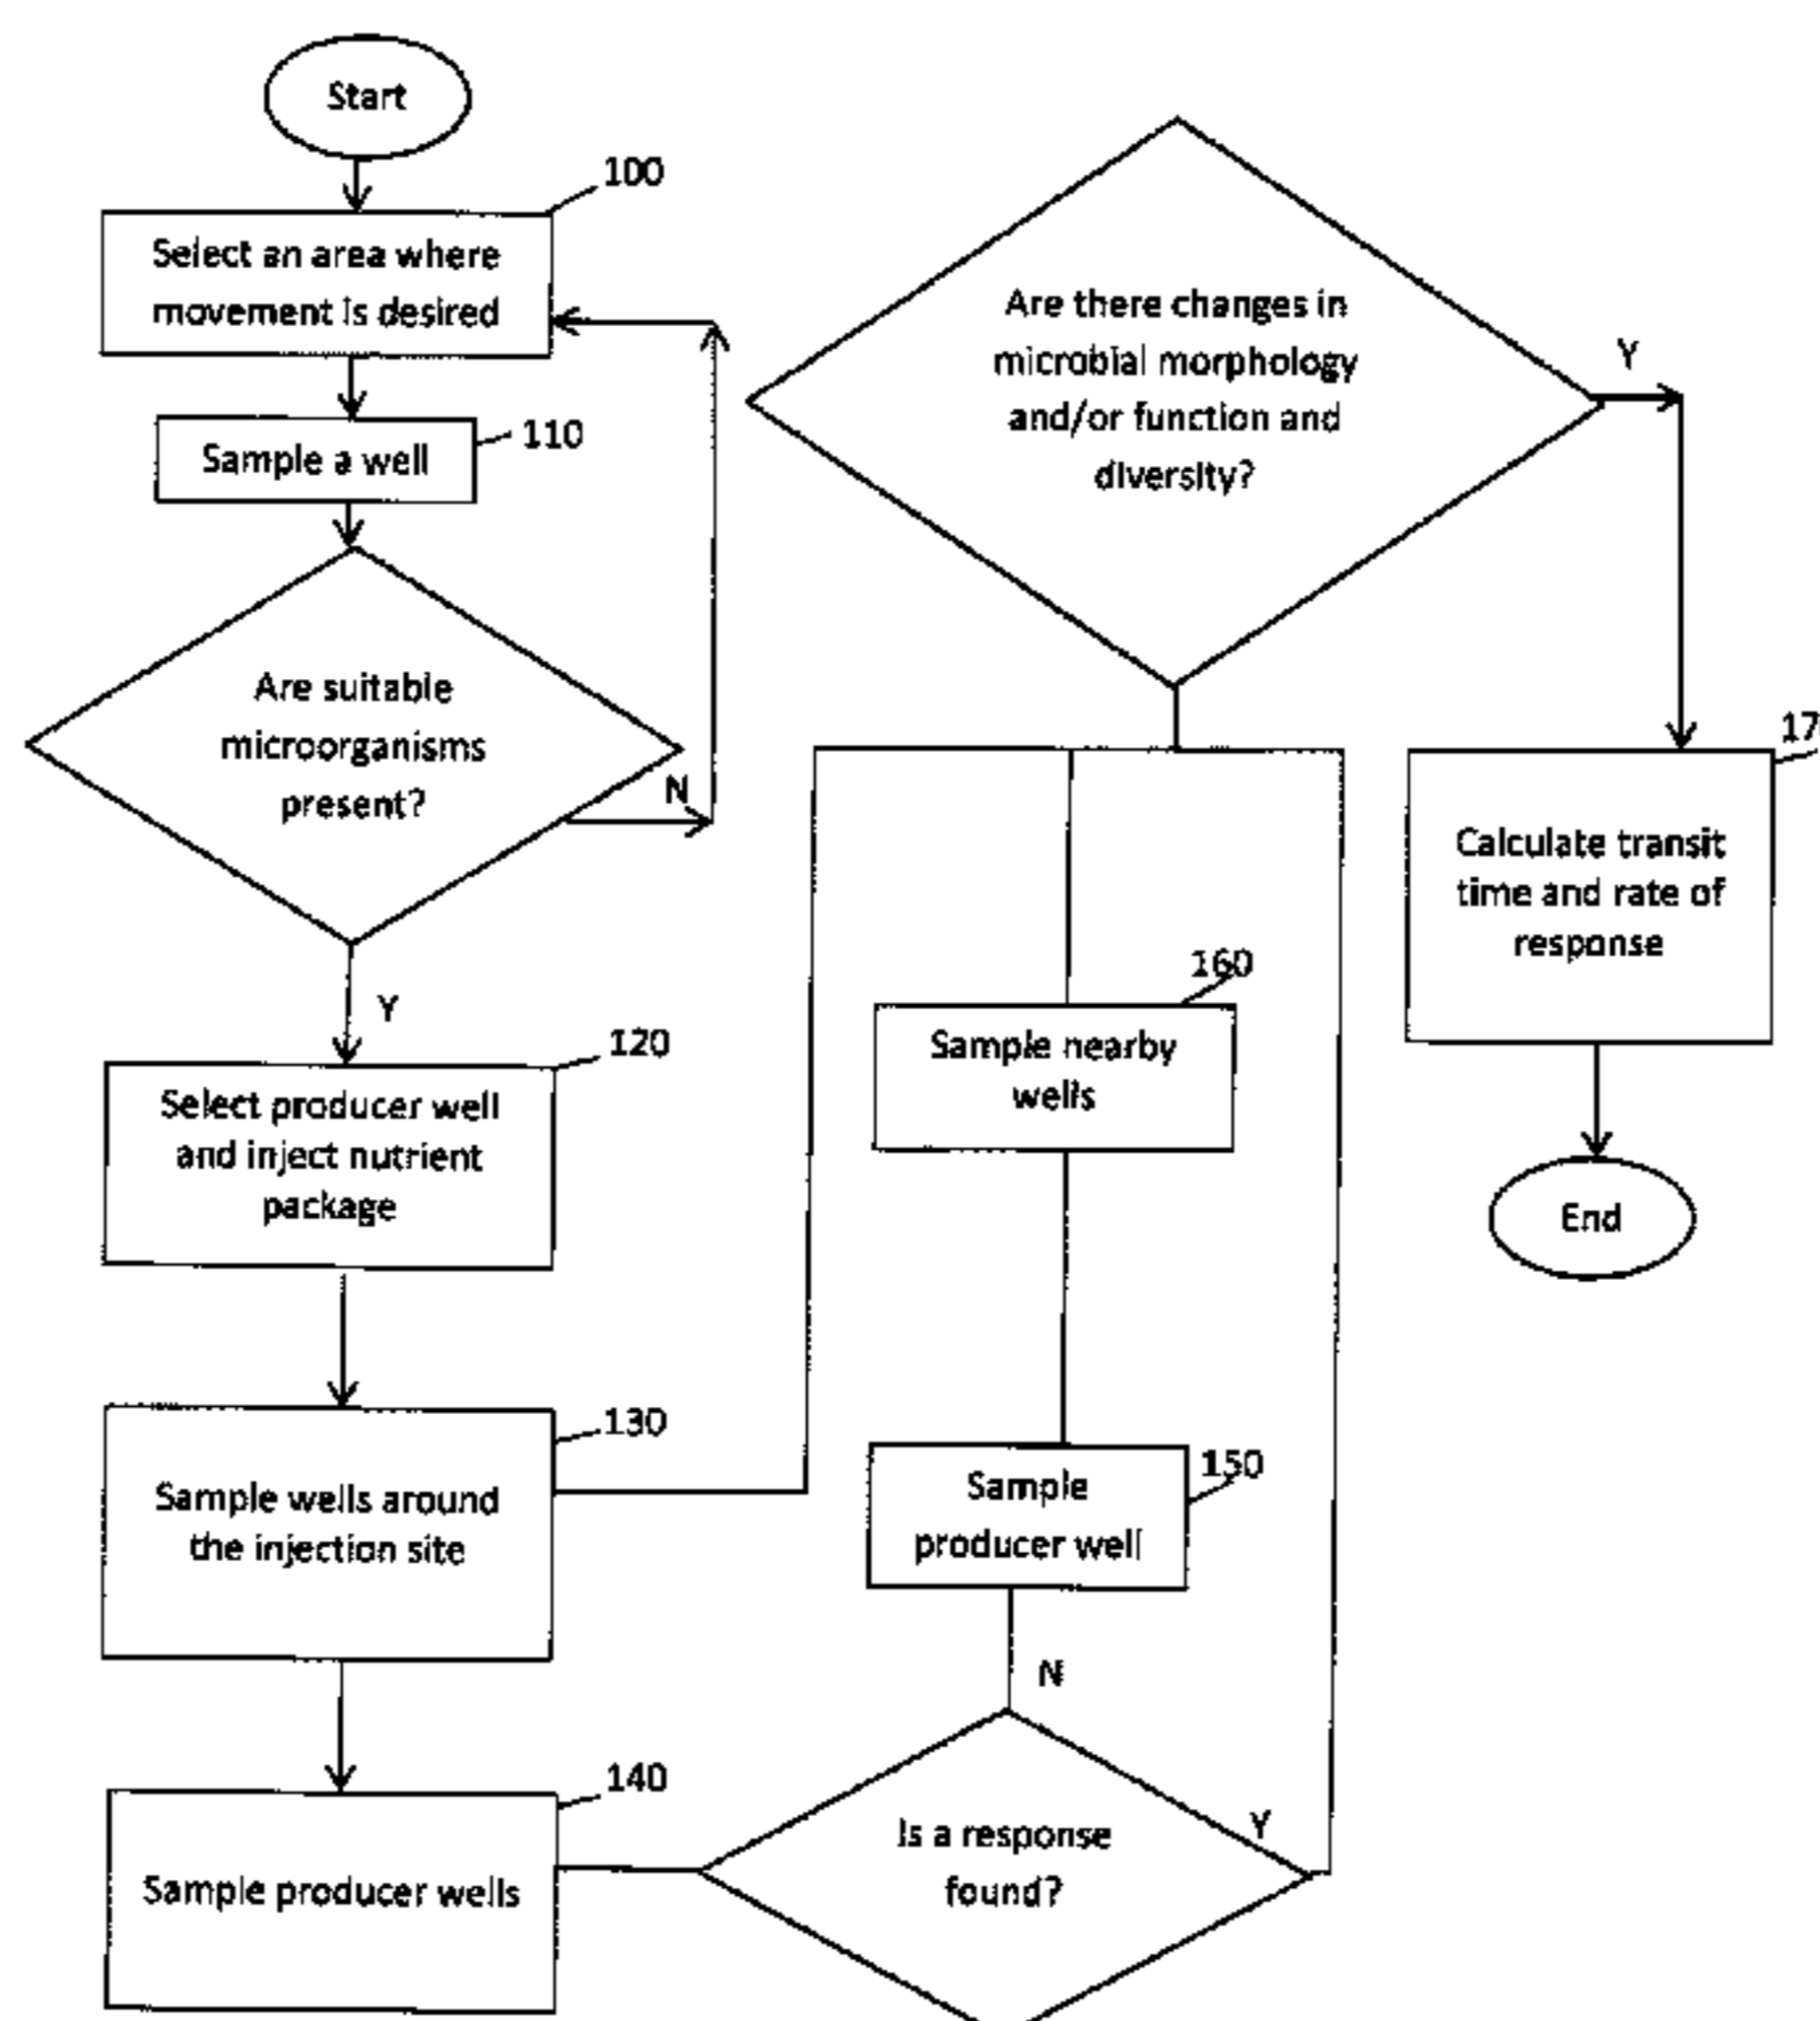 Start
100
Select an area where
movement is desired
110
Sample a well
Are suitable
microorganisms
present?
N
Y
120
Select producer well
and inject nutrient
package
130
Sample wells around
the injection site
140
Sample producer wells
Is a response
found?
Y
N
150
Sample
producer well
160
Sample nearby
wells
Are there changes in
microbial morphology
and/or function and
diversity?
Y
17
Calculate transit
time and rate of
response
End